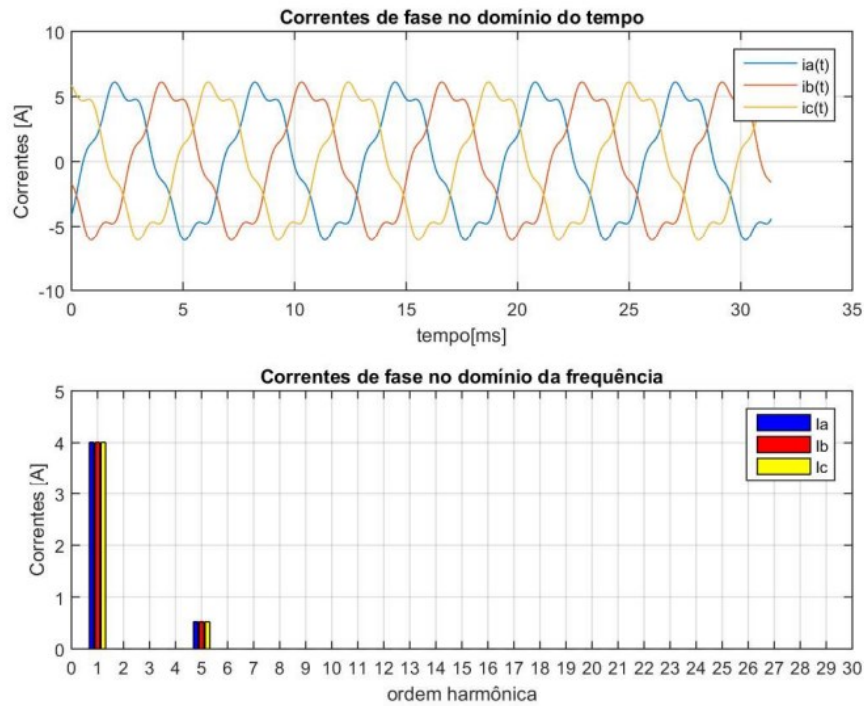 Correntes de fase no domínio do tempo
10
5
0
-5
-10
Correntes [A]
ia(t)
ib(t)
ic(t)
0 5 10 15 20 25 30 35
tempo[ms]
Correntes de fase no domínio da frequência
5
4
3
2
1
0
Correntes [A]
Ia
Ib
Ic
0 1 2 3 4 5 6 7 8 9 10 11 12 13 14 15 16 17 18 19 20 21 22 23 24 25 26 27 28 29 30
ordem harmônica